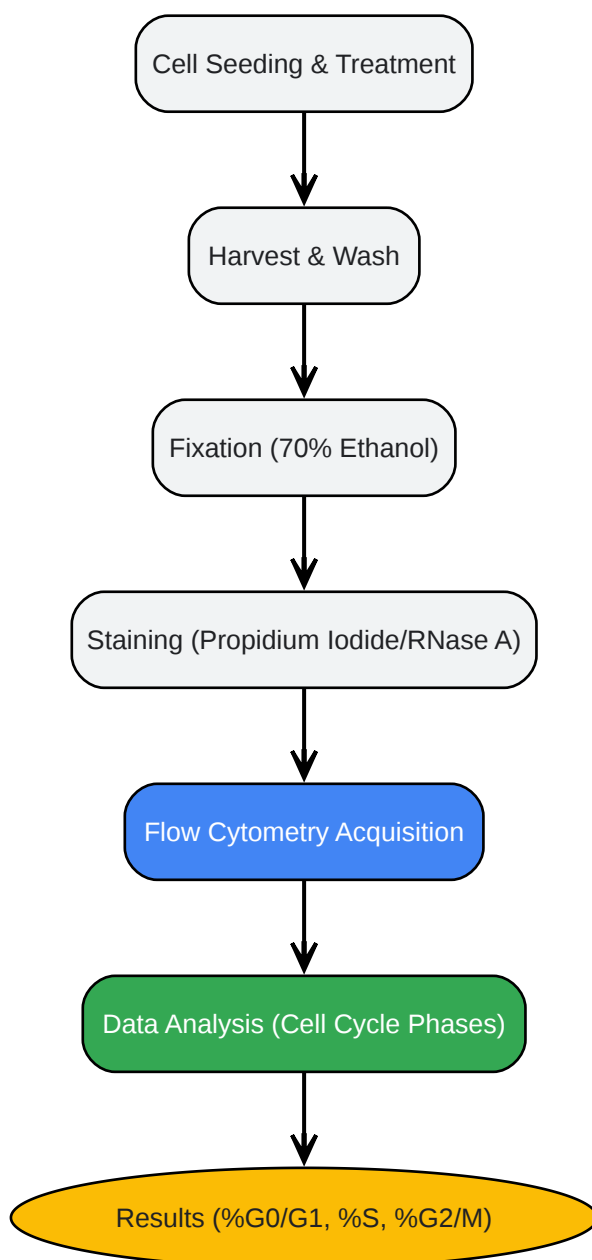 Cell Seeding & Treatment
Harvest & Wash
Fixation (70% Ethanol)
Staining (Propidium Iodide/RNase A)
Flow Cytometry Acquisition
Data Analysis (Cell Cycle Phases)
Results (%G0/G1, %S, %G2/M)